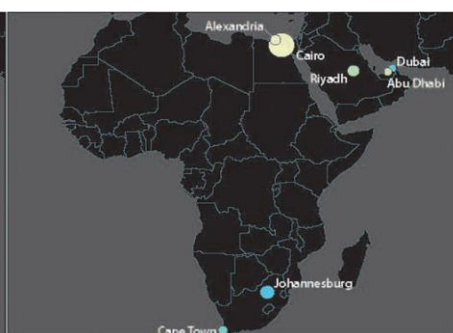 Alexandria
Cairo
Dubai
Riyadh
Abu Dhabi
Johannesburg
Cape Town